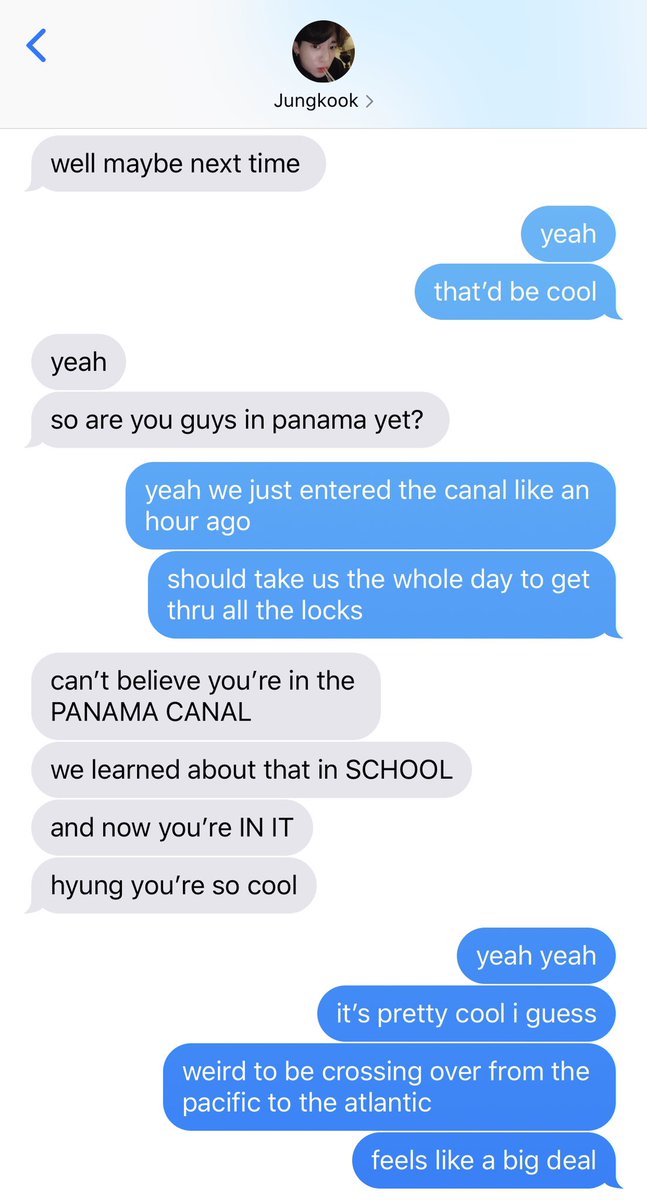 Jungkook
well maybe next time
yeah
that’d be cool
yeah
so are you guys in panama yet?
yeah we just entered the canal like an
hour ago
should take us the whole day to get
thru all the locks
can’t believe you’re in the
PANAMA CANAL
we learned about that in SCHOOL
and now you’re IN IT
hyung you’re so cool
yeah yeah
it’s pretty cool i guess
weird to be crossing over from the
pacific to the atlantic
feels like a big deal